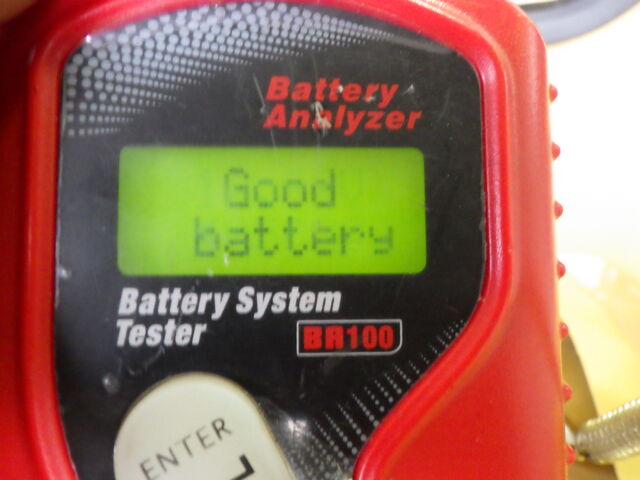 Battery
Analyzer
Good
battery
Battery System
Tester
BA100
ENTER